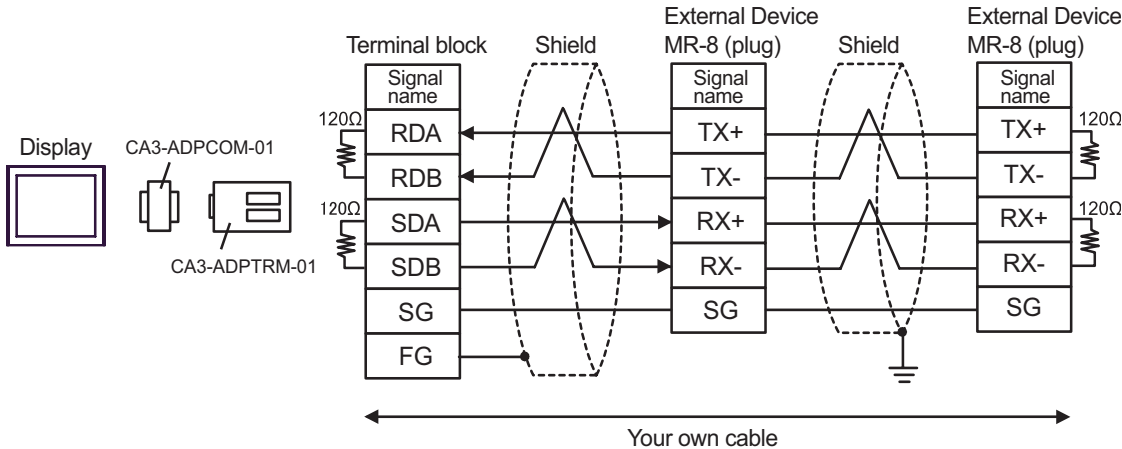 Display
CA3-ADPCOM-01
CA3-ADPTRM-01
Terminal block
Signal
name
RDA
RDB
SDA
SDB
SG
FG
120Ω
120Ω
Shield
External Device
MR-8 (plug)
Signal
name
TX+
TX-
RX+
RX-
SG
Shield
External Device
MR-8 (plug)
Signal
name
TX+
TX-
RX+
RX-
SG
120Ω
120Ω
Your own cable